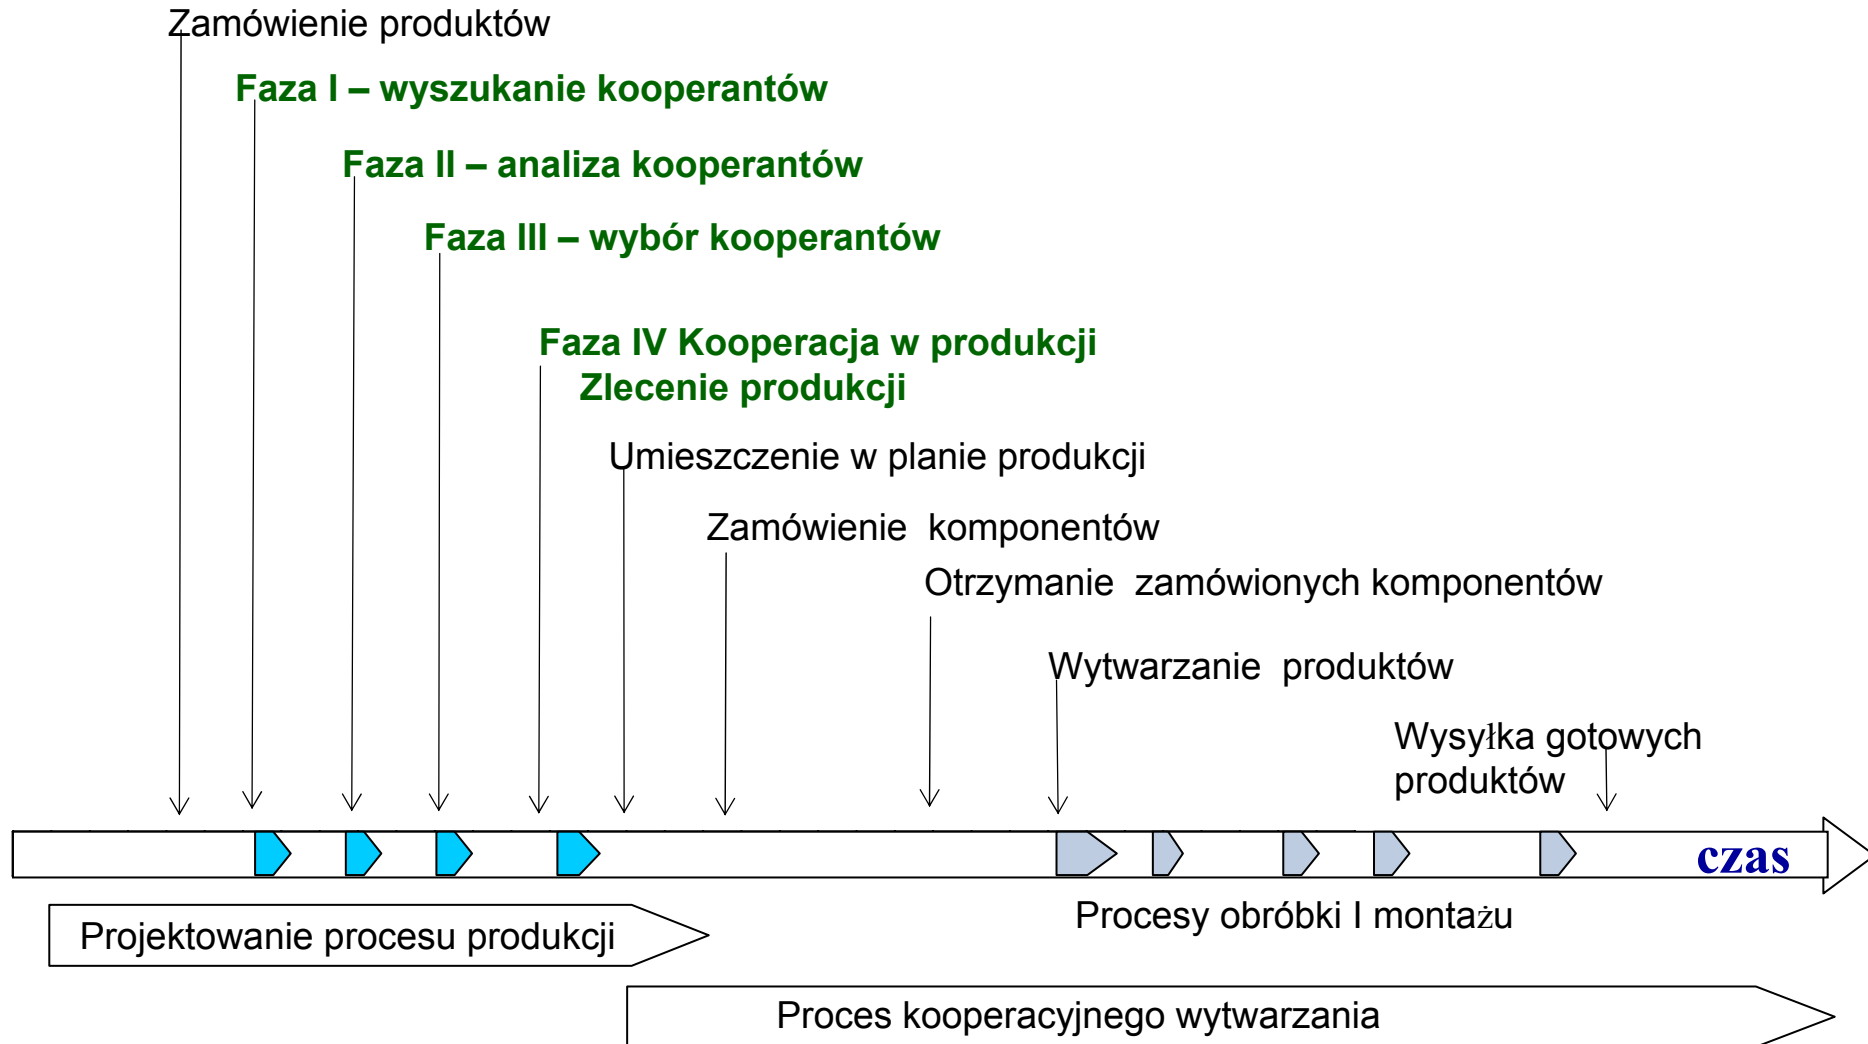 Zamówienie produktów
Faza I – wyszukanie kooperantów
Faza II – analiza kooperantów
Faza III – wybór kooperantów
Faza IV Kooperacja w produkcji
Zlecenie produkcji
Umieszczenie w planie produkcji
Zamówienie komponentów
Otrzymanie zamówionych komponentów
Wytwarzanie produktów
Wysyłka gotowych
produktów
czas
Procesy obróbki I montażu
Projektowanie procesu produkcji
Proces kooperacyjnego wytwarzania